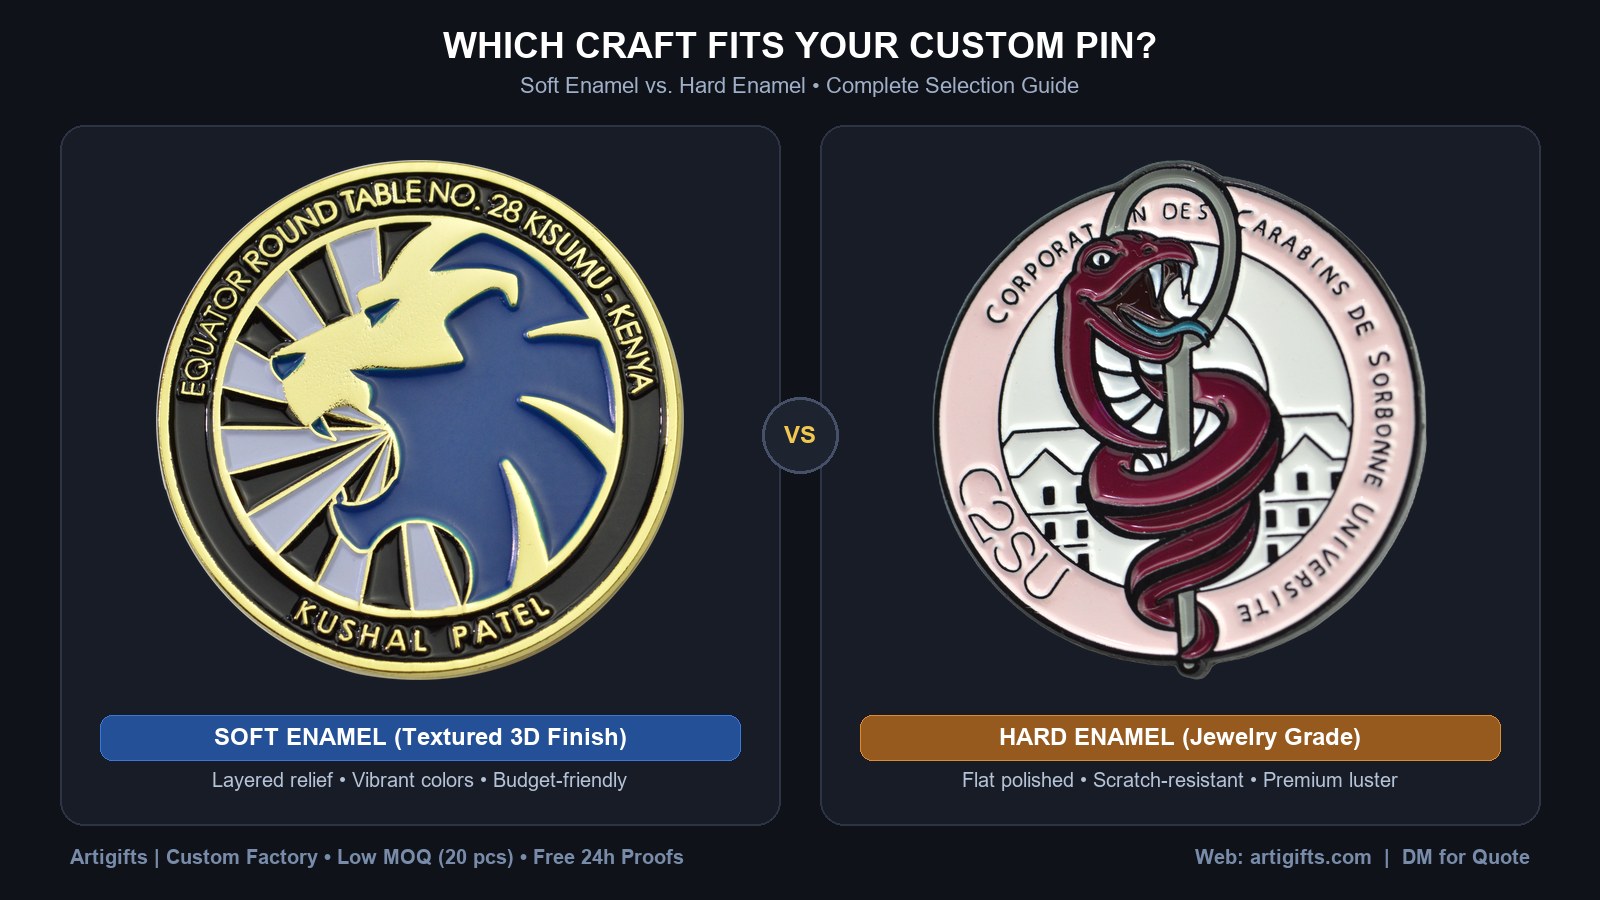 WHICH CRAFT FITS YOUR CUSTOM PIN?
Soft Enamel vs. Hard Enamel • Complete Selection Guide
EQUATOR ROUND TABLE NO. 28 KISUMU - KENYA
KUSHAL PATEL
VS
CORPORAT N DES CARABINS DE SORBONNE UNIVERSITE
C2SU
SOFT ENAMEL (Textured 3D Finish)
Layered relief • Vibrant colors • Budget-friendly
HARD ENAMEL (Jewelry Grade)
Flat polished • Scratch-resistant • Premium luster
Artigifts | Custom Factory • Low MOQ (20 pcs) • Free 24h Proofs
Web: artigifts.com | DM for Quote